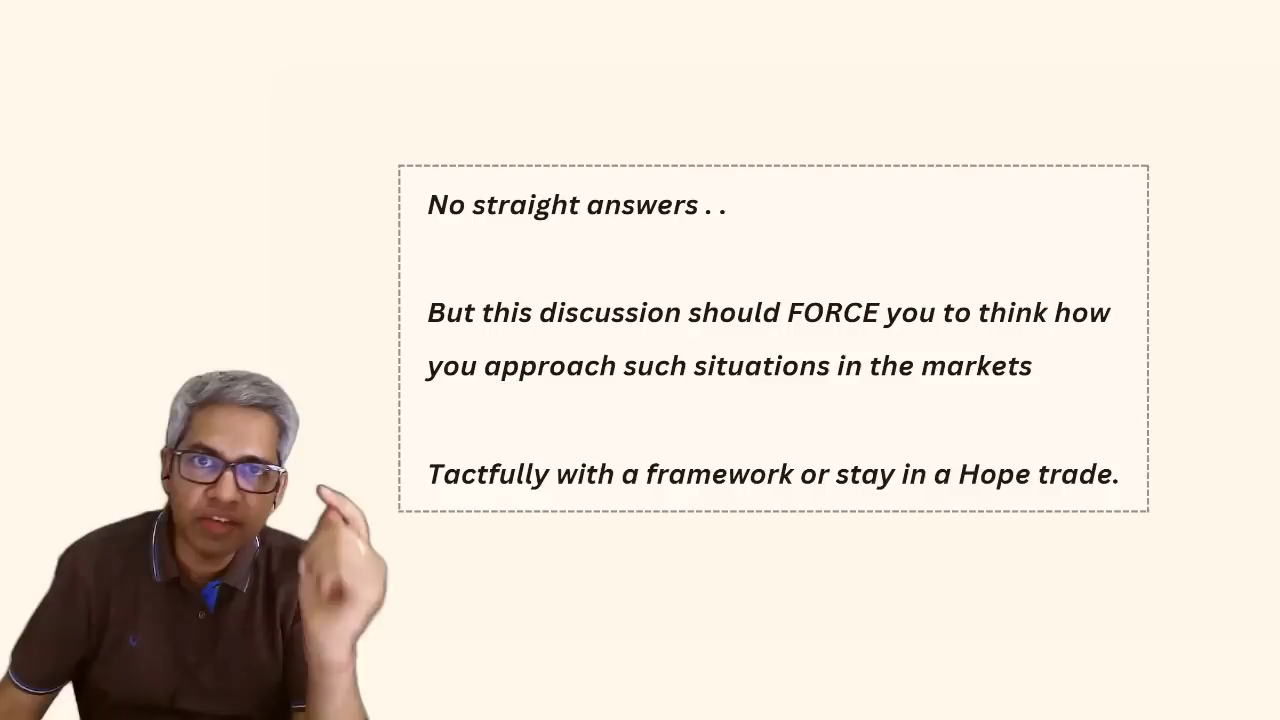 No straight answers . .
But this discussion should FORCE you to think how
you approach such situations in the markets
Tactfully with a framework or stay in a Hope trade.